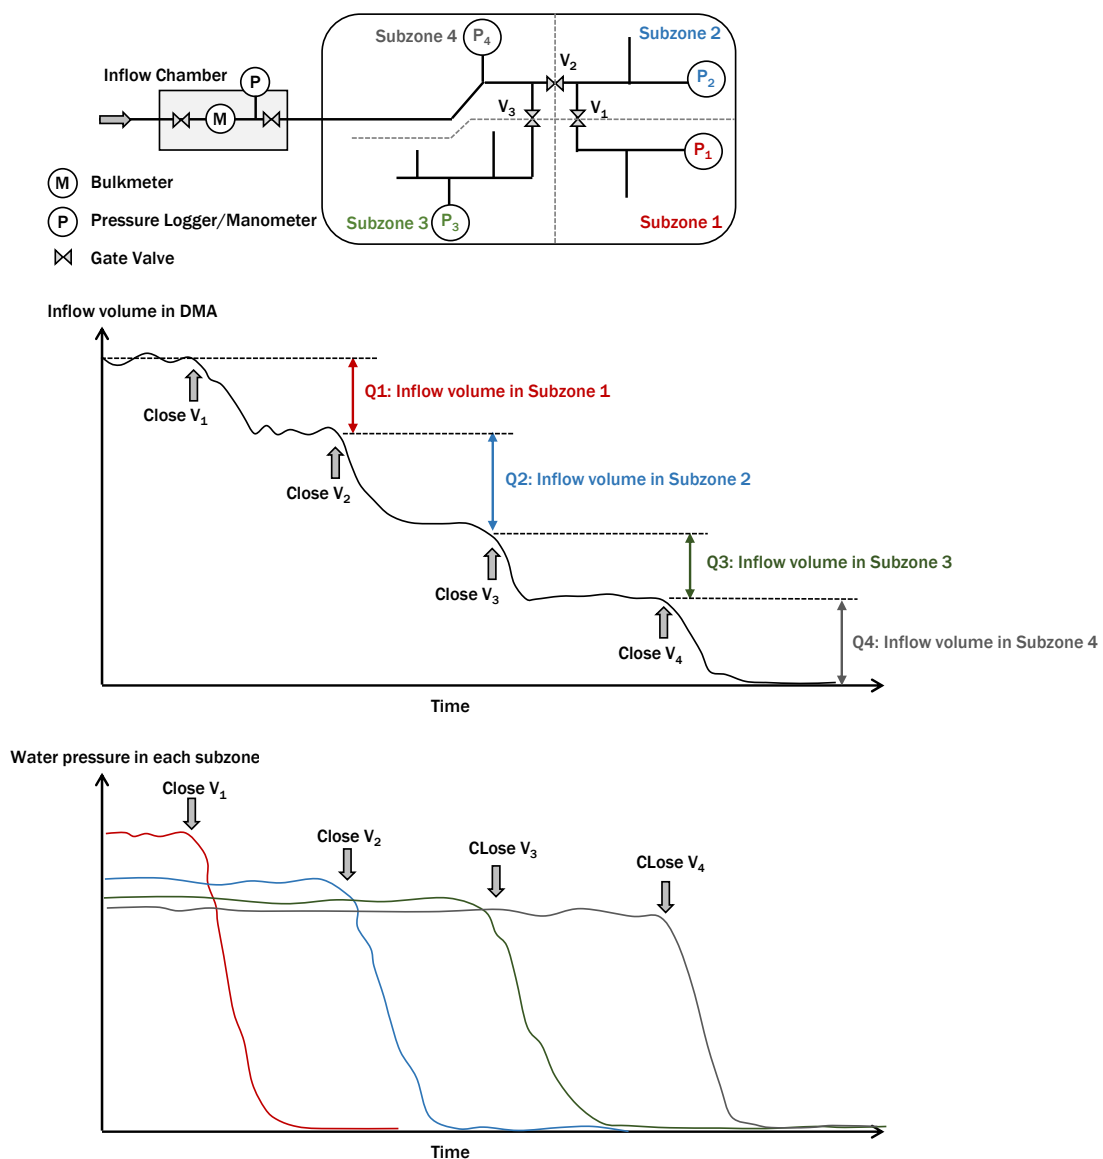 Subzone 4
P4
Subzone 2
V2
P2
Inflow Chamber
P
M
V3
V1
P1
M
Bulkmeter
P
Pressure Logger/Manometer
Subzone 3
P3
Subzone 1
Gate Valve
Inflow volume in DMA
Q1: Inflow volume in Subzone 1
Close V1
Q2: Inflow volume in Subzone 2
Close V2
Q3: Inflow volume in Subzone 3
Close V3
Q4: Inflow volume in Subzone 4
Close V4
Time
Water pressure in each subzone
Close V1
Close V2
CLose V3
CLose V4
Time